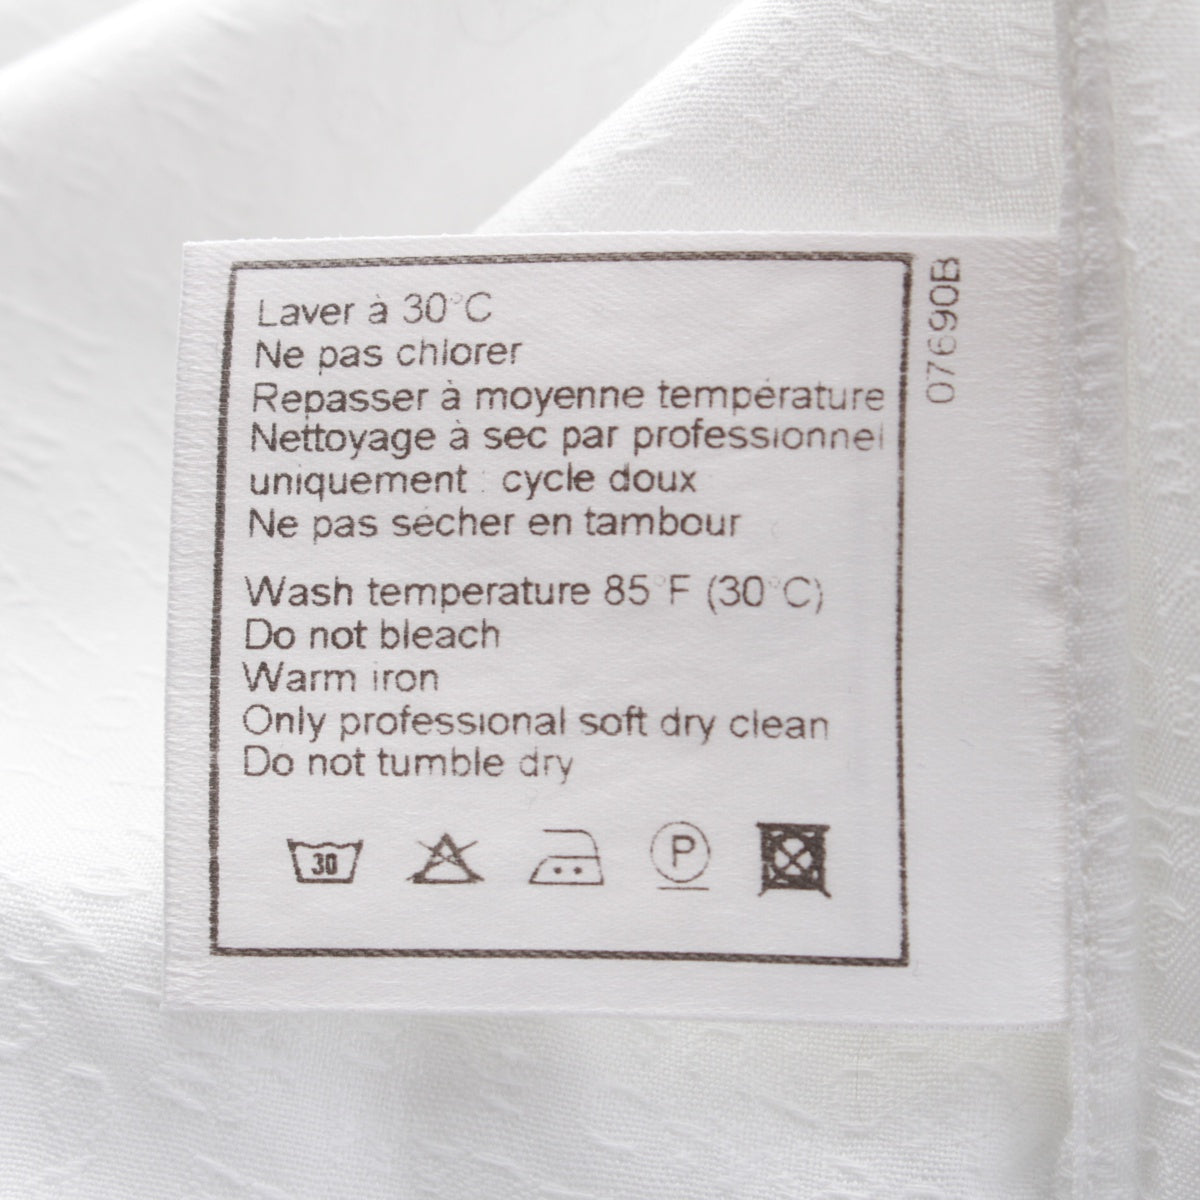 Laver à 30°C
Ne pas chlorer
Repasser à moyenne température
Nettoyage à sec par professionnel
uniquement : cycle doux
Ne pas sécher en tambour
Wash temperature 85°F (30°C)
Do not bleach
Warm iron
Only professional soft dry clean
Do not tumble dry
30 P
07690B